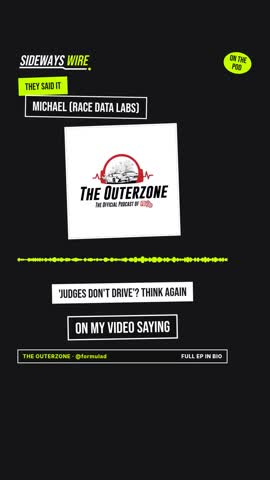 SIDEWAYS WIRE.
ON THE
POD
THEY SAID IT
MICHAEL (RACE DATA LABS)
THE OUTERZONE
THE OFFICIAL PODCAST OF
'JUDGES DON'T DRIVE'? THINK AGAIN
ON MY VIDEO SAYING
THE OUTERZONE · @formulad
FULL EP IN BIO